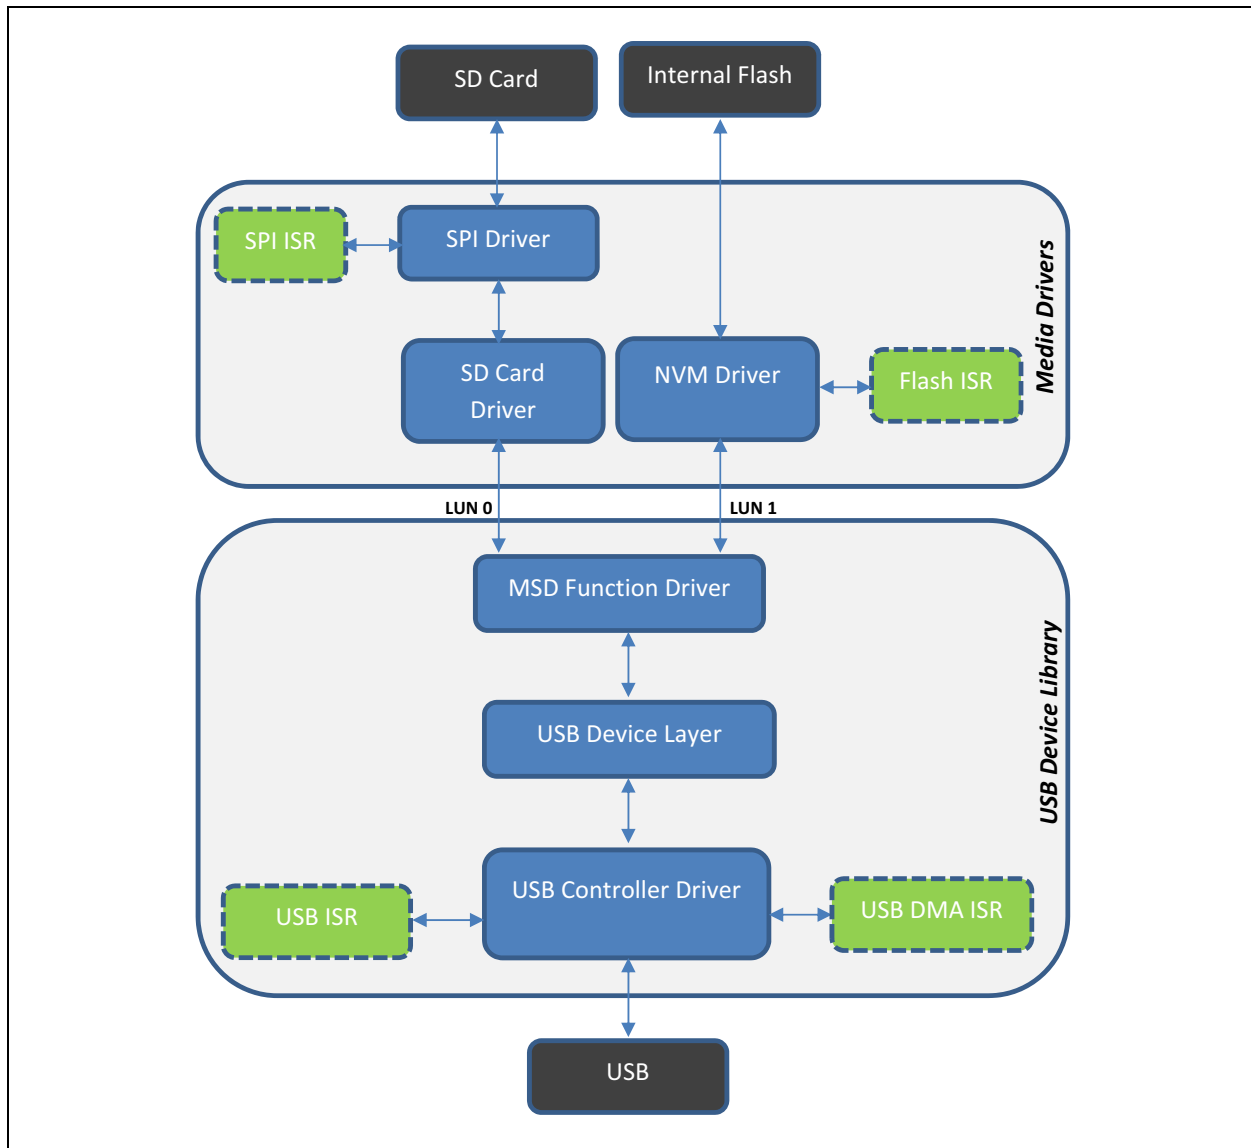 SD Card
Internal Flash
SPI ISR
SPI Driver
SD Card
Driver
NVM Driver
Flash ISR
Media Drivers
LUN 0
LUN 1
MSD Function Driver
USB Device Layer
USB Device Library
USB Controller Driver
USB ISR
USB DMA ISR
USB